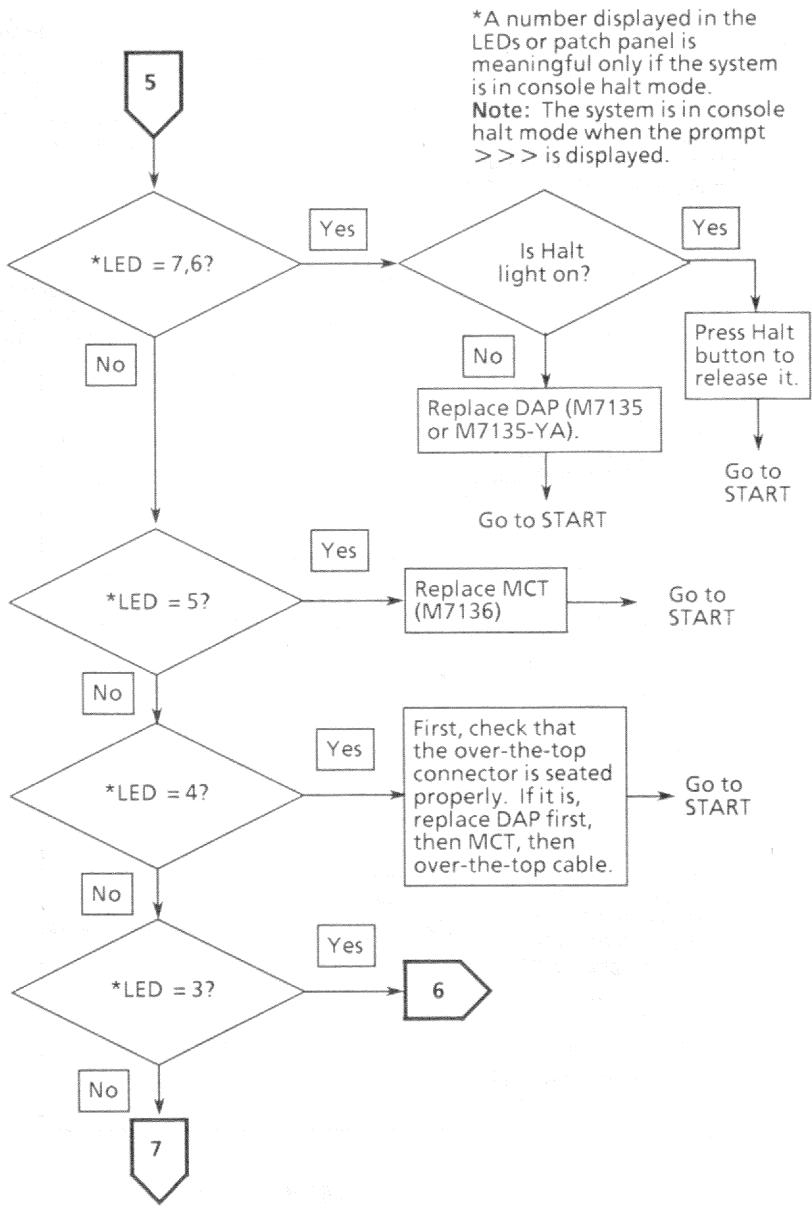 *A number displayed in the
LEDs or patch panel is
meaningful only if the system
is in console halt mode.
Note: The system is in console
halt mode when the prompt
>>> is displayed.
5
*LED = 7,6?
Yes
Is Halt
light on?
Yes
Press Halt
button to
release it.
Go to
START
No
Replace DAP (M7135
or M7135-YA).
Go to START
No
*LED = 5?
Yes
Replace MCT
(M7136)
Go to
START
No
*LED = 4?
Yes
First, check that
the over-the-top
connector is seated
properly. If it is,
replace DAP first,
then MCT, then
over-the-top cable.
Go to
START
No
*LED = 3?
Yes
6
No
7